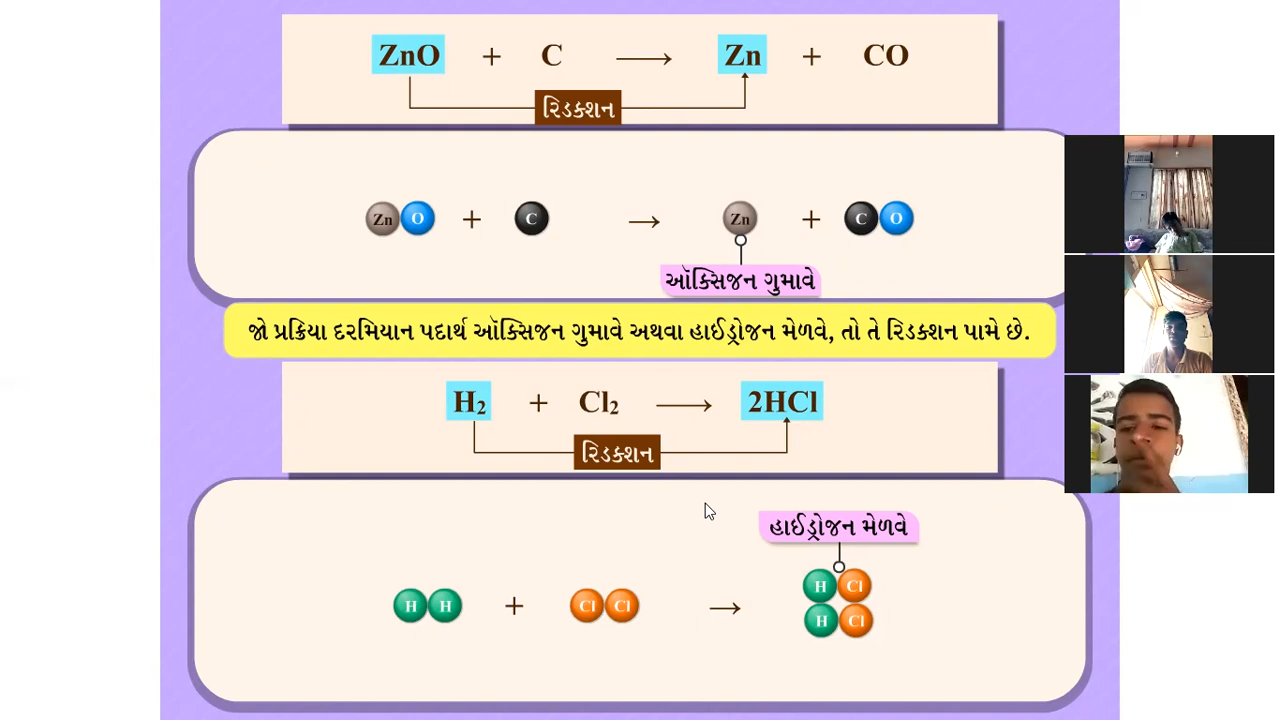 ZnO + C ⟶ Zn + CO
રિડક્શન
Zn O + C → Zn + C O
ઑક્સિજન ગુમાવે
જો પ્રક્રિયા દરમિયાન પદાર્થ ઑક્સિજન ગુમાવે અથવા હાઈડ્રોજન મેળવે, તો તે રિડક્શન પામે છે.
H₂ + Cl₂ ⟶ 2HCl
રિડક્શન
હાઈડ્રોજન મેળવે
H Cl
H H + Cl Cl →
H Cl